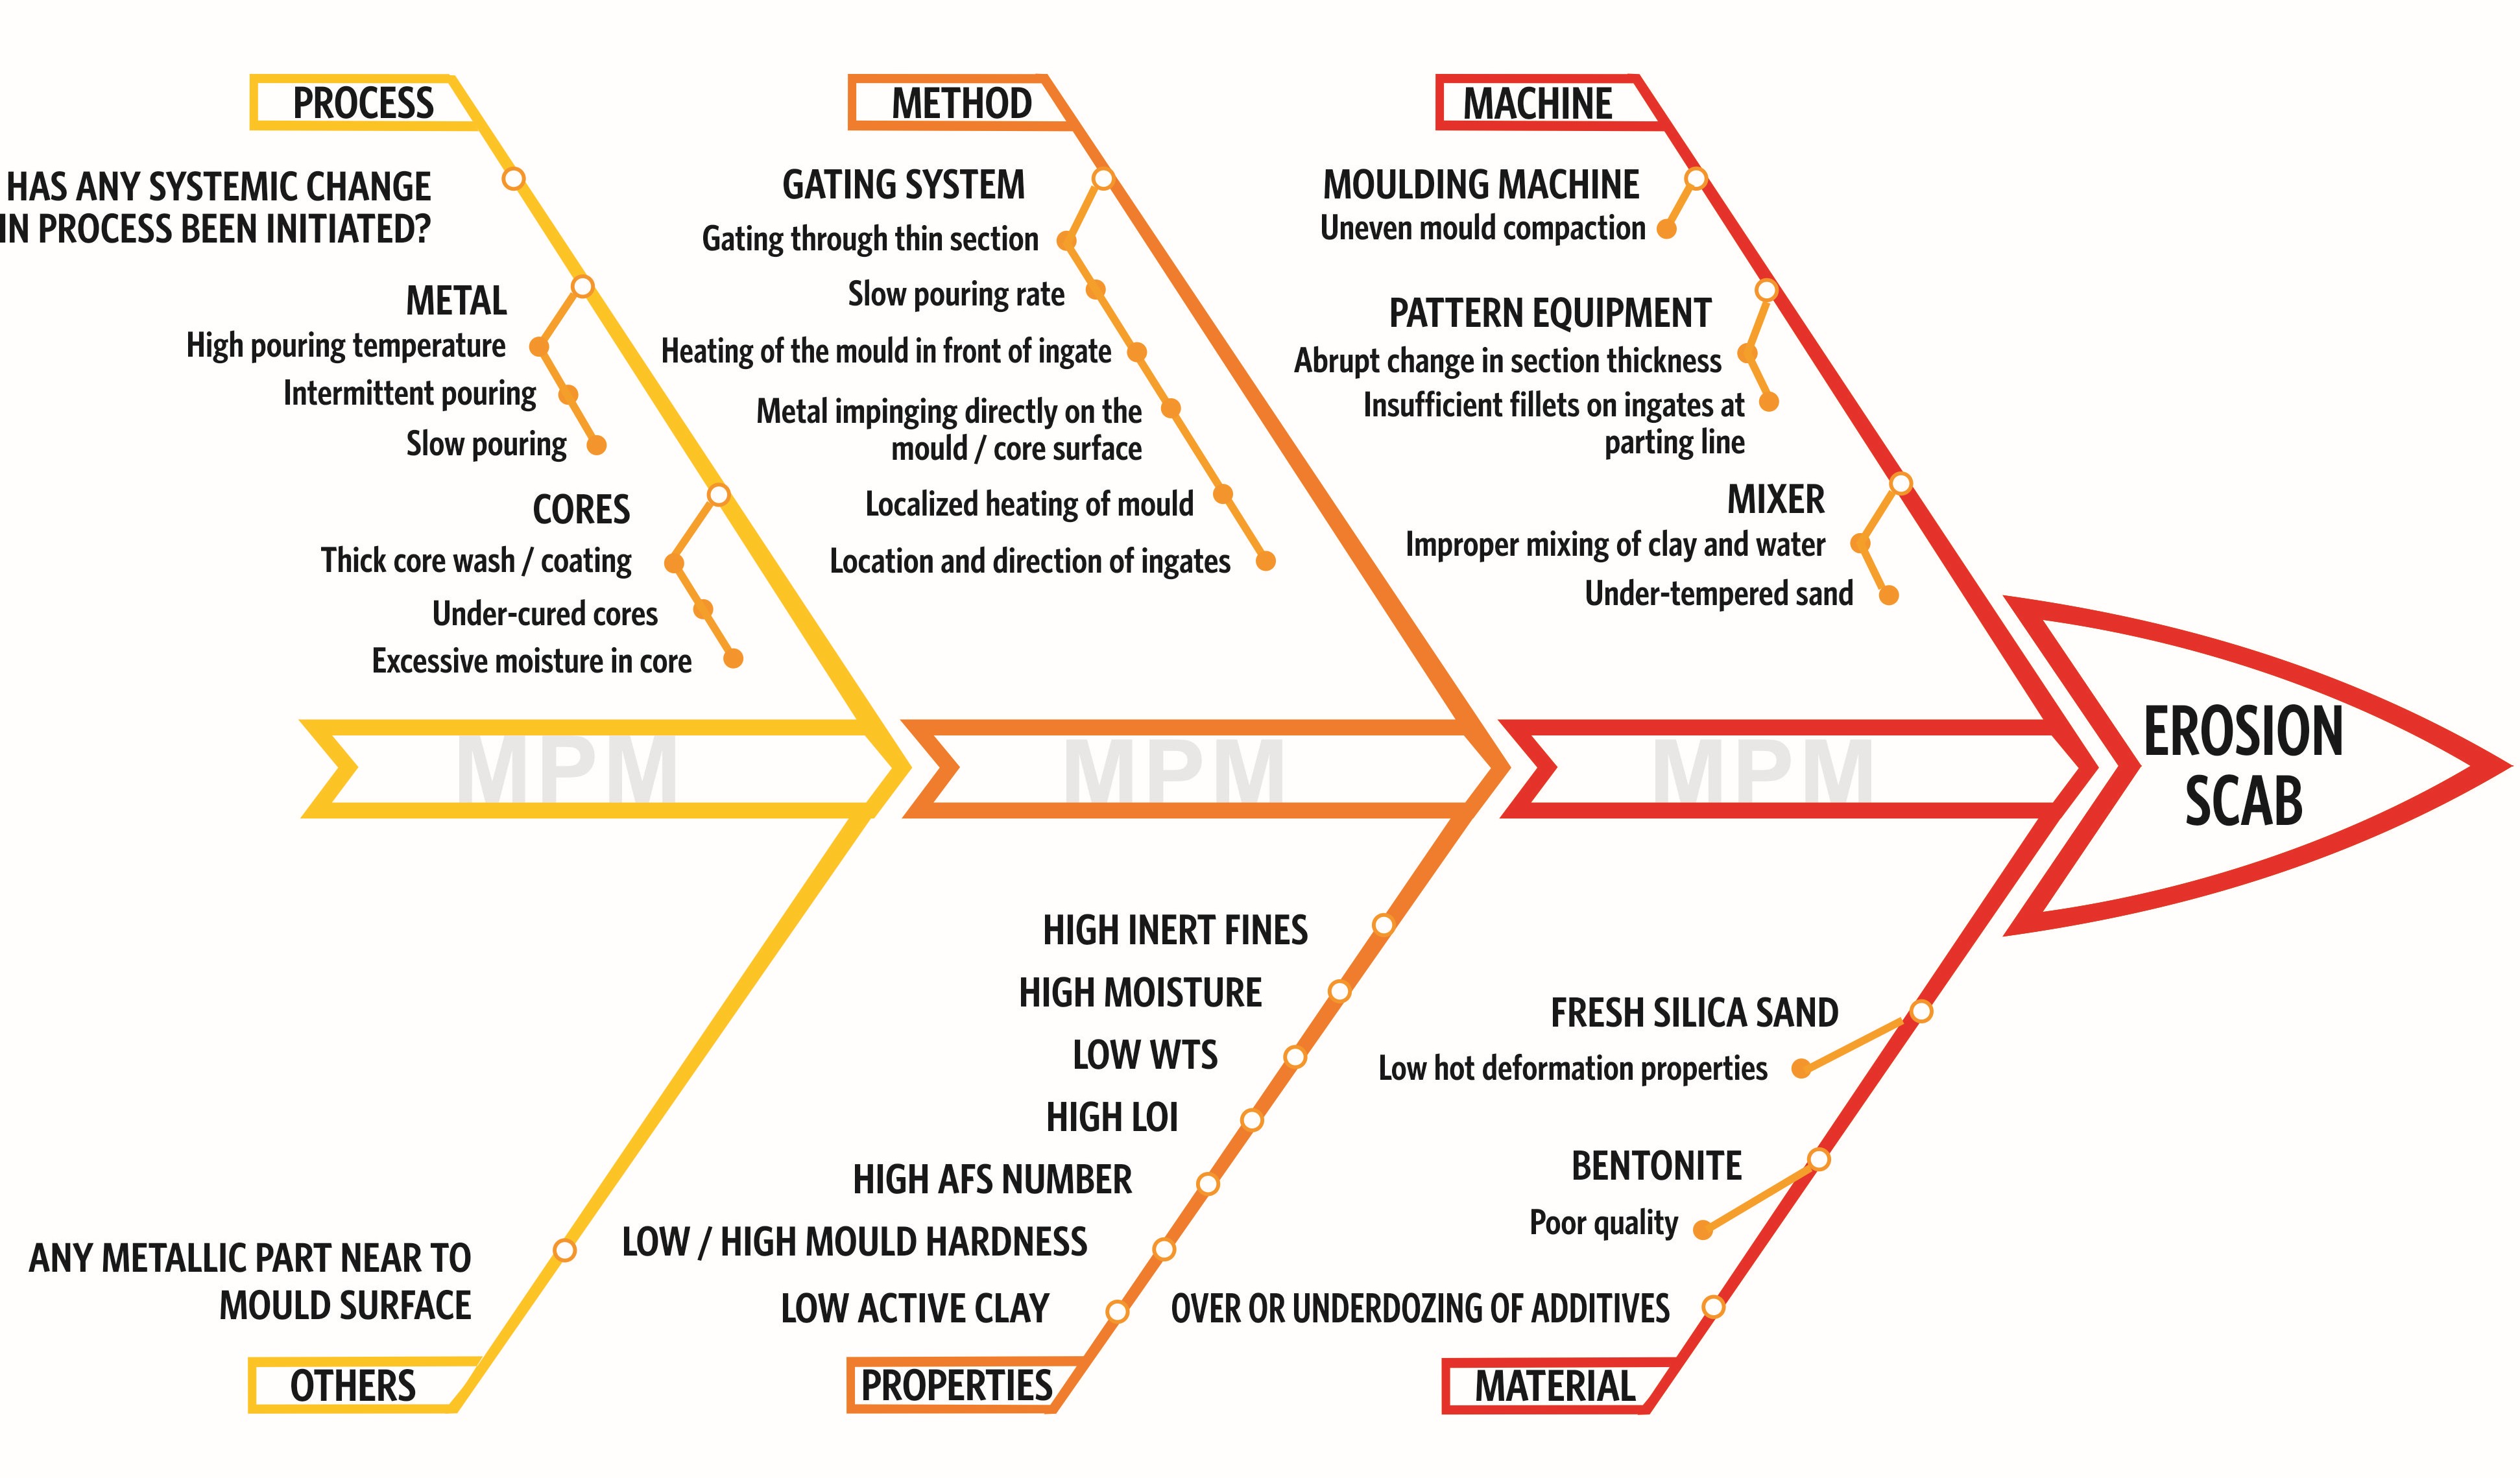 PROCESS
HAS ANY SYSTEMIC CHANGE
IN PROCESS BEEN INITIATED?
METAL
High pouring temperature
Intermittent pouring
Slow pouring
CORES
Thick core wash / coating
Under-cured cores
Excessive moisture in core
METHOD
GATING SYSTEM
Gating through thin section
Slow pouring rate
Heating of the mould in front of ingate
Metal impinging directly on the
mould / core surface
Localized heating of mould
Location and direction of ingates
MACHINE
MOULDING MACHINE
Uneven mould compaction
PATTERN EQUIPMENT
Abrupt change in section thickness
Insufficient fillets on ingates at
parting line
MIXER
Improper mixing of clay and water
Under-tempered sand
MPM
MPM
MPM
EROSION
SCAB
ANY METALLIC PART NEAR TO
MOULD SURFACE
OTHERS
HIGH INERT FINES
HIGH MOISTURE
LOW WTS
HIGH LOI
HIGH AFS NUMBER
LOW / HIGH MOULD HARDNESS
LOW ACTIVE CLAY
PROPERTIES
FRESH SILICA SAND
Low hot deformation properties
BENTONITE
Poor quality
OVER OR UNDERDOZING OF ADDITIVES
MATERIAL